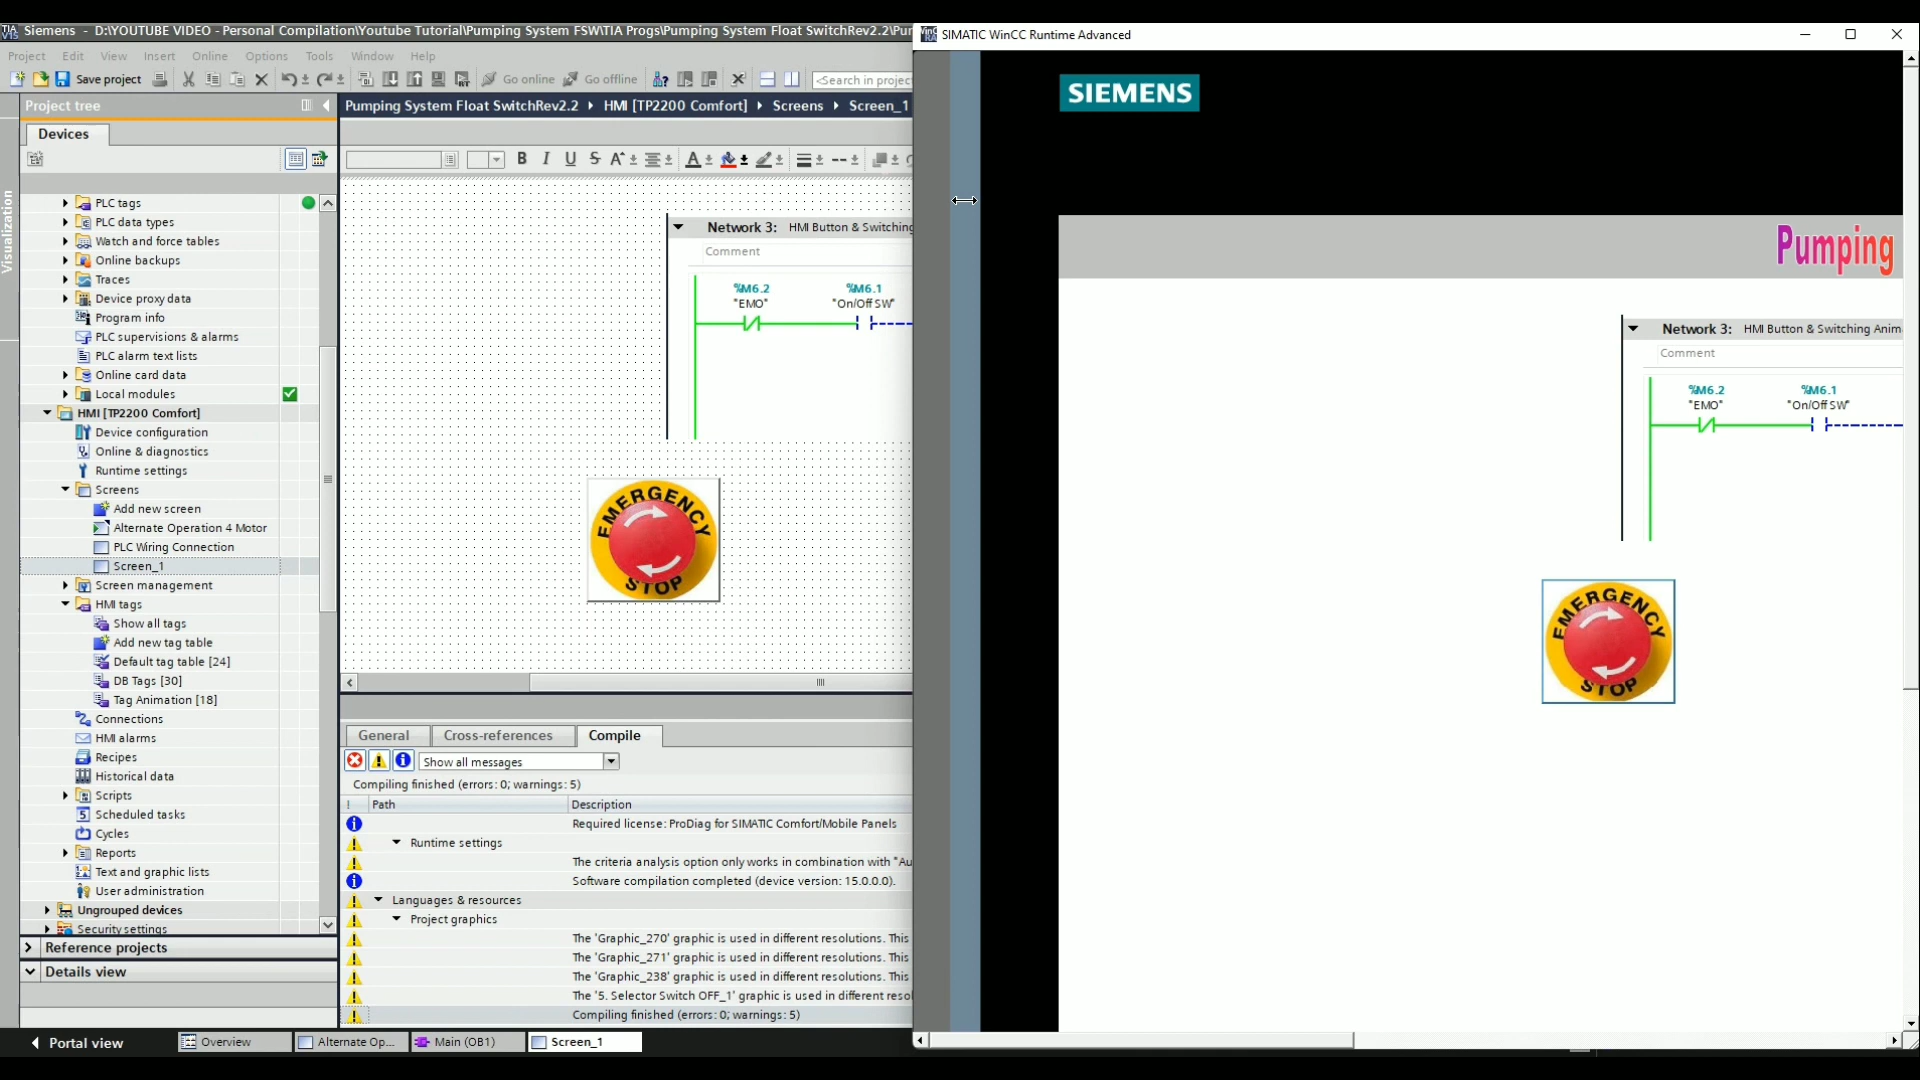 TIA V15 Siemens - D:\YOUTUBE VIDEO - Personal Compilation\Youtube Tutorial\Pumping System FSW\TIA Progs\Pumping System Float SwitchRev2.2\Pu
SIMATIC WinCC Runtime Advanced
Project Edit View Insert Online Options Tools Window Help
Save project Go online Go offline <Search in project
Project tree
Pumping System Float SwitchRev2.2 HMI [TP2200 Comfort] Screens Screen_1
Devices
Visualization
PLC tags
PLC data types
Watch and force tables
Online backups
Traces
Device proxy data
Program info
PLC supervisions & alarms
PLC alarm text lists
Online card data
Local modules
HMI [TP2200 Comfort]
Device configuration
Online & diagnostics
Runtime settings
Screens
Add new screen
Alternate Operation 4 Motor
PLC Wiring Connection
Screen_1
Screen management
HMI tags
Show all tags
Add new tag table
Default tag table [24]
DB Tags [30]
Tag Animation [18]
Connections
HMI alarms
Recipes
Historical data
Scripts
Scheduled tasks
Cycles
Reports
Text and graphic lists
User administration
Ungrouped devices
Security settings
Reference projects
Details view
B I U S A A
Network 3: HMI Button & Switching
Comment
%M6.2 %M6.1
"EMO" "On/Off SW"
EMERGENCY
STOP
General Cross-references Compile
Show all messages
Compiling finished (errors: 0; warnings: 5)
! Path Description
Required license: ProDiag for SIMATIC Comfort/Mobile Panels
Runtime settings
The criteria analysis option only works in combination with "Au
Software compilation completed (device version: 15.0.0.0).
Languages & resources
Project graphics
The 'Graphic_270' graphic is used in different resolutions. This
The 'Graphic_271' graphic is used in different resolutions. This
The 'Graphic_238' graphic is used in different resolutions. This
The '5. Selector Switch OFF_1' graphic is used in different reso
Compiling finished (errors: 0; warnings: 5)
Portal view Overview Alternate Op... Main (OB1) Screen_1
SIEMENS
Pumping
Network 3: HMI Button & Switching Anim
Comment
%M6.2 %M6.1
"EMO" "On/Off SW"
EMERGENCY
STOP